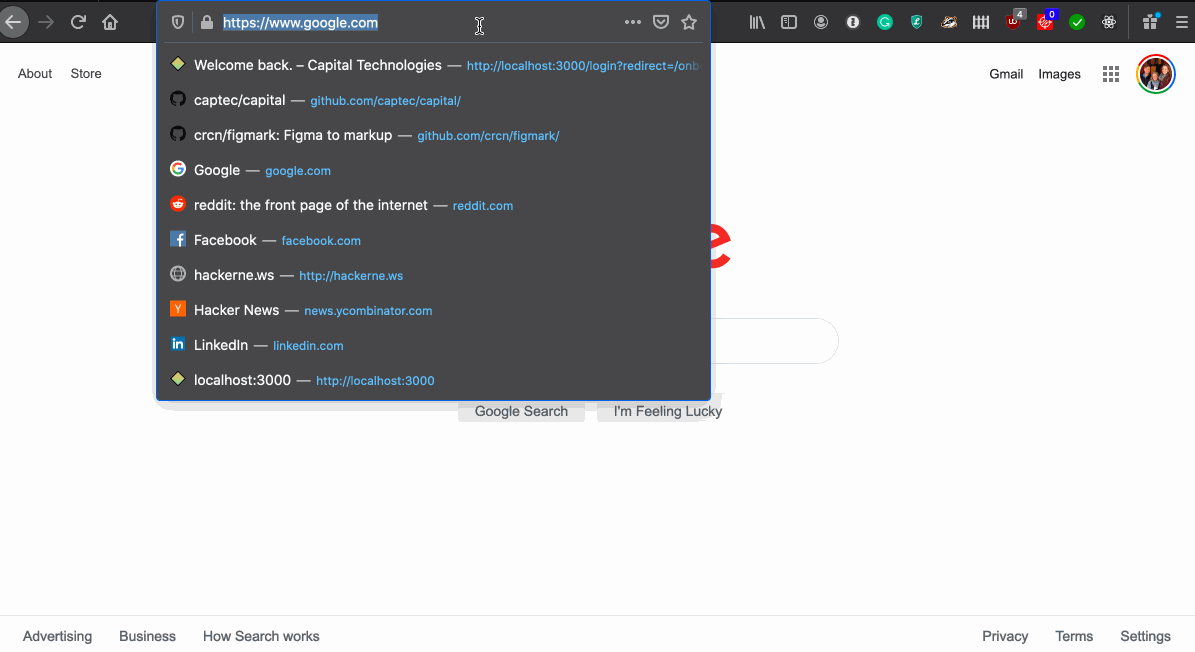 https://www.google.com
4
0
Welcome back. – Capital Technologies — http://localhost:3000/login?redirect=/onb
About Store
Gmail Images
captec/capital — github.com/captec/capital/
crcn/figmark: Figma to markup — github.com/crcn/figmark/
Google — google.com
reddit: the front page of the internet — reddit.com
Facebook — facebook.com
e
hackerne.ws — http://hackerne.ws
Hacker News — news.ycombinator.com
LinkedIn — linkedin.com
localhost:3000 — http://localhost:3000
Google Search I'm Feeling Lucky
Advertising Business How Search works Privacy Terms Settings